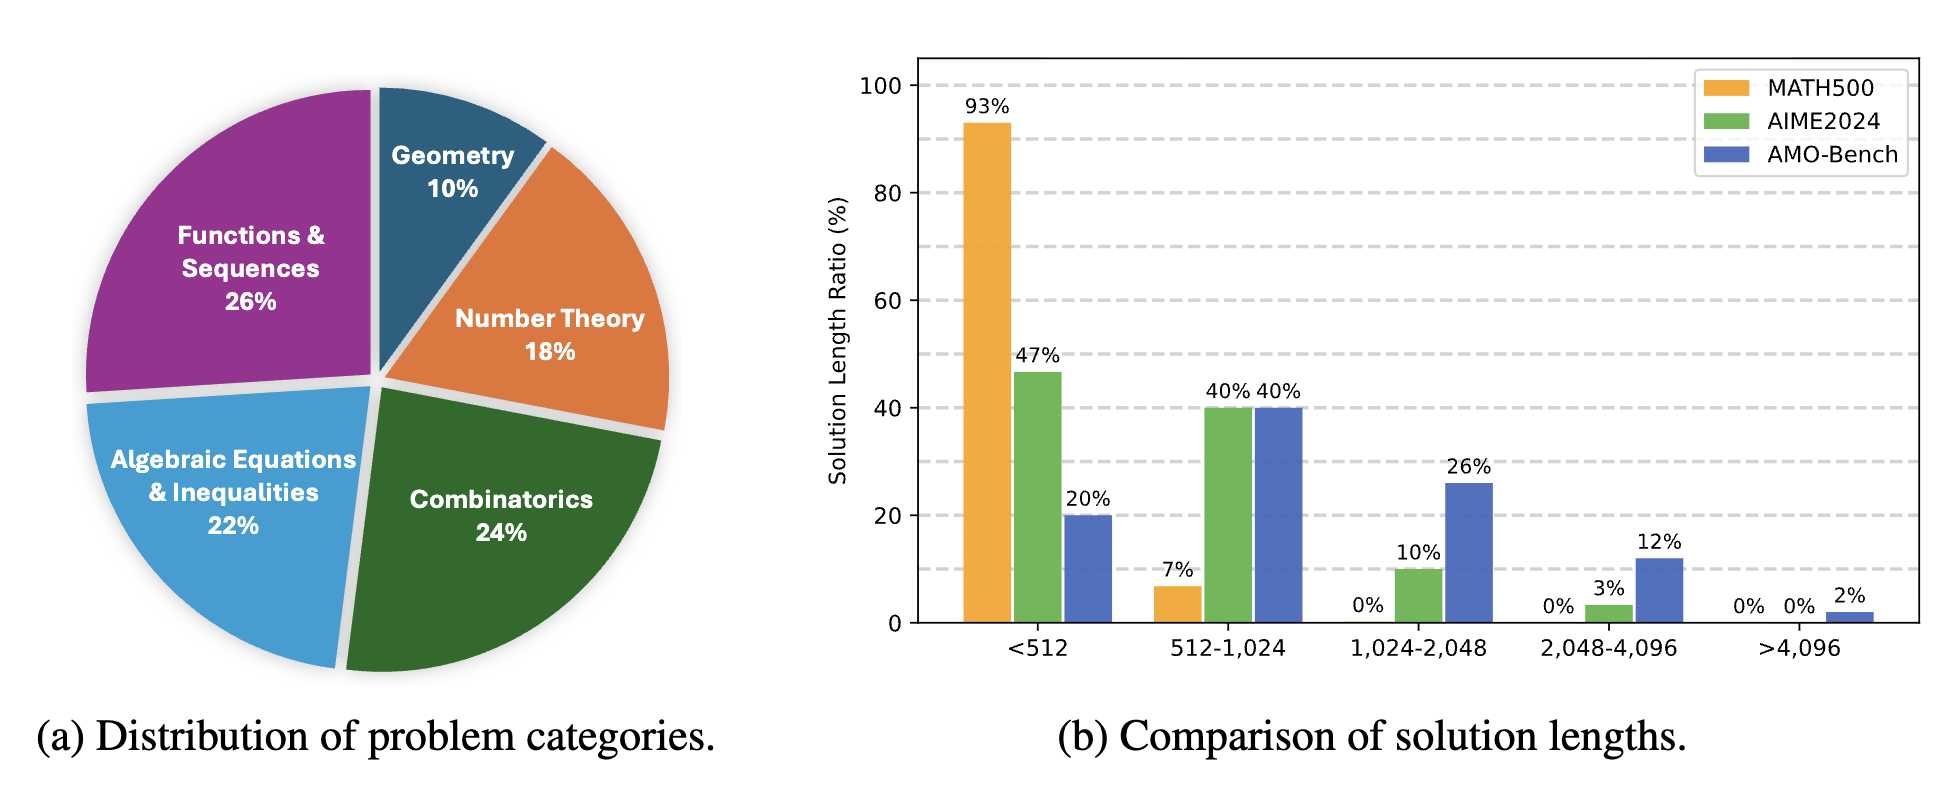 Geometry
10%
Number Theory
18%
Combinatorics
24%
Algebraic Equations
& Inequalities
22%
Functions &
Sequences
26%
(a) Distribution of problem categories.
Solution Length Ratio (%)
100
80
60
40
20
0
MATH500
AIME2024
AMO-Bench
93%
47%
20%
7%
40%
40%
0%
10%
26%
0%
3%
12%
0%
0%
2%
<512
512-1,024
1,024-2,048
2,048-4,096
>4,096
(b) Comparison of solution lengths.